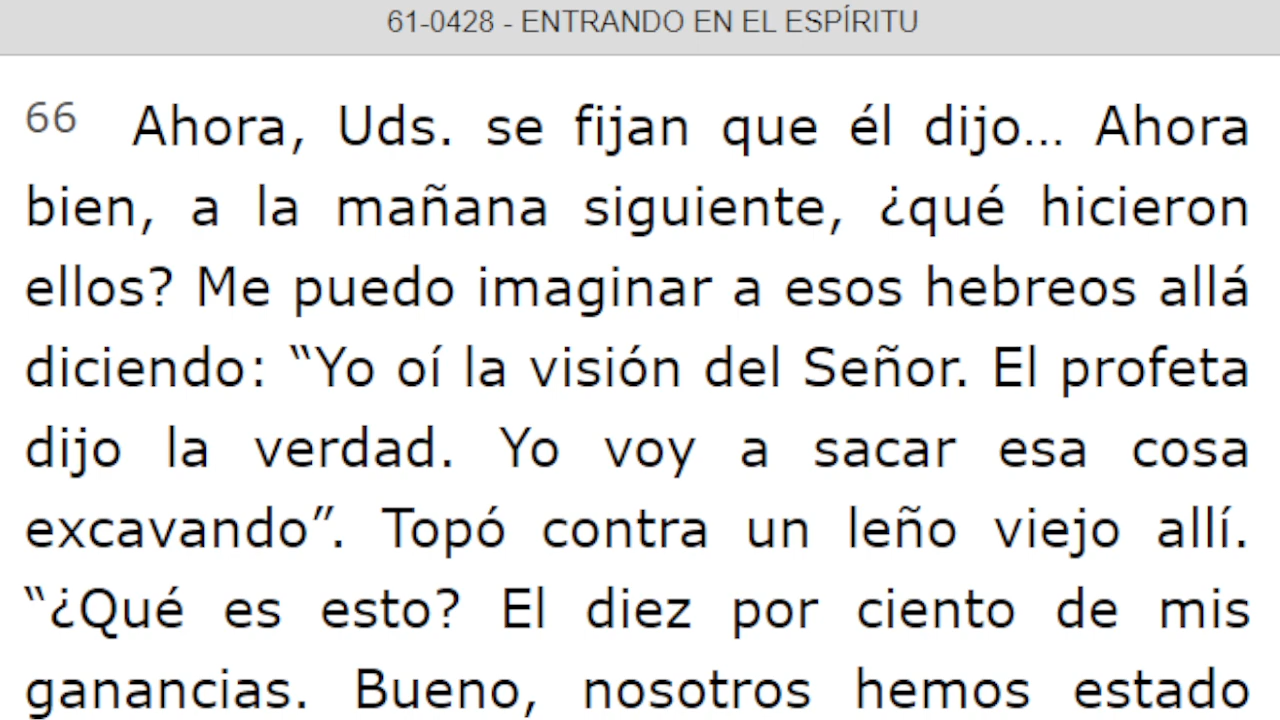 61-0428 - ENTRANDO EN EL ESPÍRITU
66 Ahora, Uds. se fijan que él dijo… Ahora
bien, a la mañana siguiente, ¿qué hicieron
ellos? Me puedo imaginar a esos hebreos allá
diciendo: “Yo oí la visión del Señor. El profeta
dijo la verdad. Yo voy a sacar esa cosa
excavando”. Topó contra un leño viejo allí.
“¿Qué es esto? El diez por ciento de mis
ganancias. Bueno, nosotros hemos estado